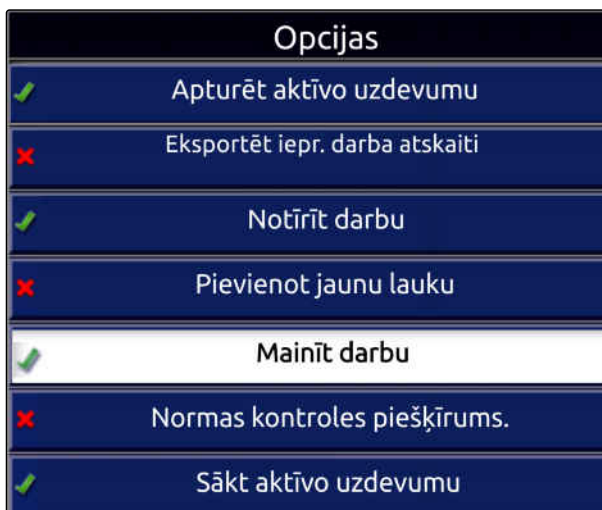 Opcijas
Apturēt aktīvo uzdevumu
Eksportēt iepr. darba atskaiti
Notīrīt darbu
Pievienot jaunu lauku
Mainīt darbu
Normas kontroles piešķīrums.
Sākt aktīvo uzdevumu